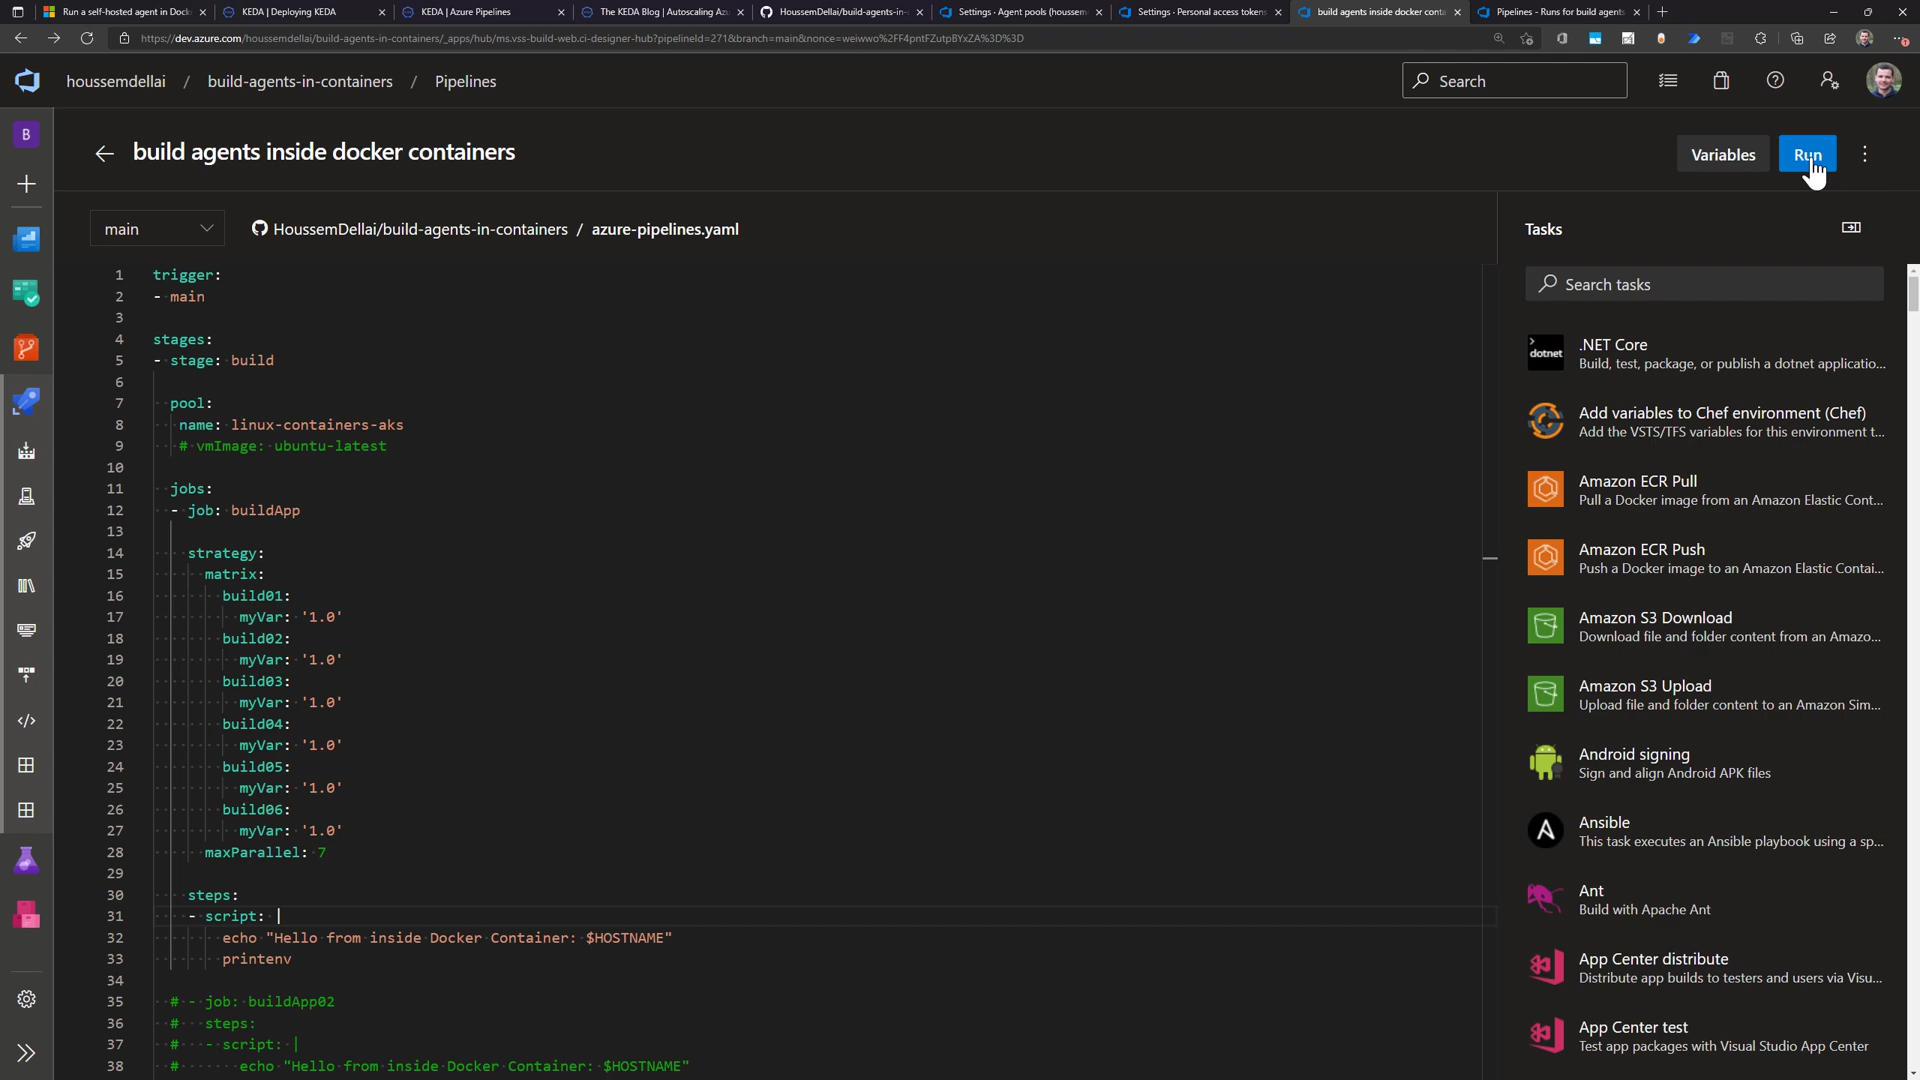 Run a self-hosted agent in Dock
KEDA | Deploying KEDA
KEDA | Azure Pipelines
The KEDA Blog | Autoscaling Az
HoussemDellai/build-agents-in-c
Settings · Agent pools (houssem
Settings · Personal access tokens
build agents inside docker conta
Pipelines - Runs for build agents
https://dev.azure.com/houssemdellai/build-agents-in-containers/_apps/hub/ms.vss-build-web.ci-designer-hub?pipelineId=271&branch=main&nonce=weiwwo%2FF4pntFZutpBYxZA%3D%3D
houssemdellai / build-agents-in-containers / Pipelines
Search
B
build agents inside docker containers
Variables
Run
main
HoussemDellai/build-agents-in-containers / azure-pipelines.yaml
1 trigger:
2 - main
3
4 stages:
5 - stage: build
6
7 pool:
8 name: linux-containers-aks
9 # vmImage: ubuntu-latest
10
11 jobs:
12 - job: buildApp
13
14 strategy:
15 matrix:
16 build01:
17 myVar: '1.0'
18 build02:
19 myVar: '1.0'
20 build03:
21 myVar: '1.0'
22 build04:
23 myVar: '1.0'
24 build05:
25 myVar: '1.0'
26 build06:
27 myVar: '1.0'
28 maxParallel: 7
29
30 steps:
31 - script: |
32 echo "Hello from inside Docker Container: $HOSTNAME"
33 printenv
34
35 # - job: buildApp02
36 # steps:
37 # - script: |
38 # echo "Hello from inside Docker Container: $HOSTNAME"
Tasks
Search tasks
dotnet
.NET Core
Build, test, package, or publish a dotnet applicatio...
Add variables to Chef environment (Chef)
Add the VSTS/TFS variables for this environment t...
Amazon ECR Pull
Pull a Docker image from an Amazon Elastic Cont...
Amazon ECR Push
Push a Docker image to an Amazon Elastic Contai...
Amazon S3 Download
Download file and folder content from an Amazo...
Amazon S3 Upload
Upload file and folder content to an Amazon Sim...
Android signing
Sign and align Android APK files
Ansible
This task executes an Ansible playbook using a sp...
Ant
Build with Apache Ant
App Center distribute
Distribute app builds to testers and users via Visu...
App Center test
Test app packages with Visual Studio App Center